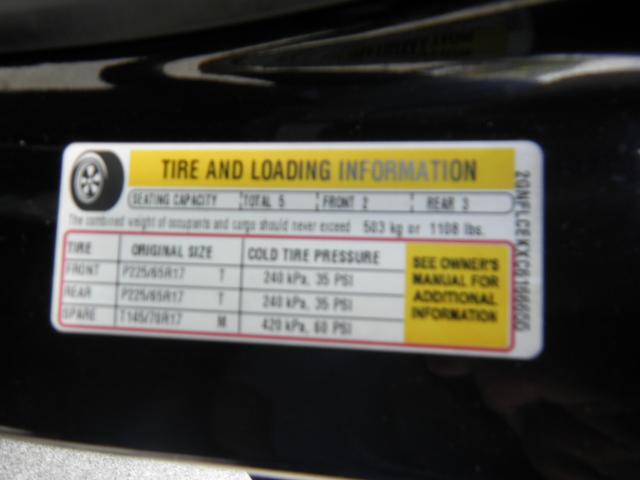 TIRE AND LOADING INFORMATION
SEATING CAPACITY TOTAL 5 FRONT 2 REAR 3
The combined weight of occupants and cargo should never exceed 503 kg or 1108 lbs.
TIRE ORIGINAL SIZE COLD TIRE PRESSURE
FRONT P225/65R17 T 240 kPa, 35 PSI
REAR P225/65R17 T 240 kPa, 35 PSI
SPARE T145/70R17 M 420 kPa, 60 PSI
SEE OWNER'S
MANUAL FOR
ADDITIONAL
INFORMATION